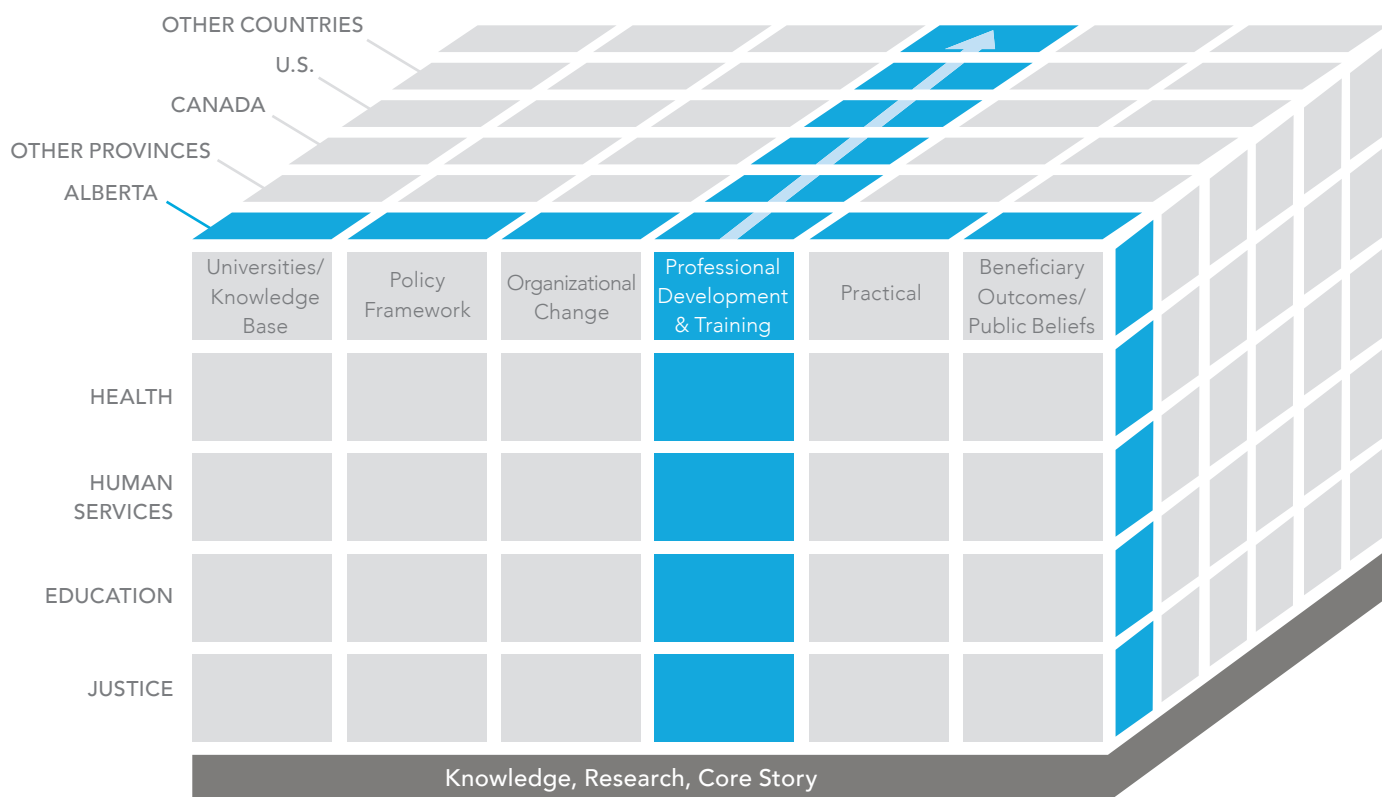 OTHER COUNTRIES
U.S.
CANADA
OTHER PROVINCES
ALBERTA
Universities/
Knowledge
Base
Policy
Framework
Organizational
Change
Professional
Development
& Training
Practical
Beneficiary
Outcomes/
Public Beliefs
HEALTH
HUMAN
SERVICES
EDUCATION
JUSTICE
Knowledge, Research, Core Story